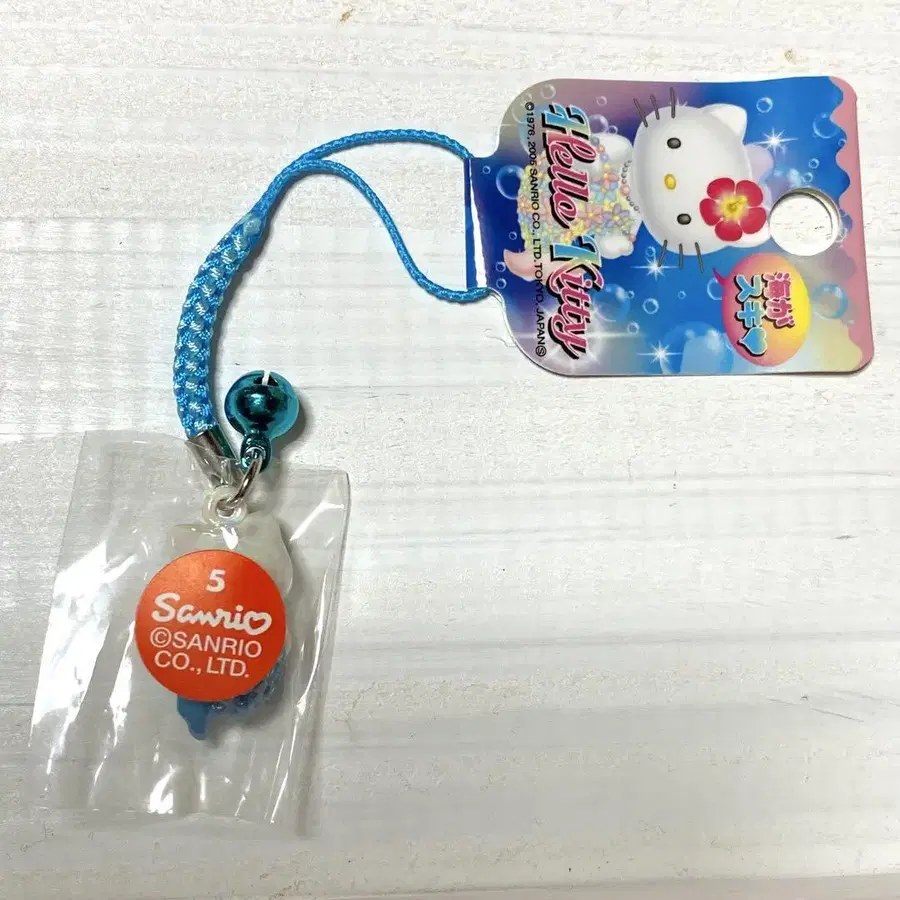 Hello Kitty
©1976, 2005 SANRIO CO., LTD. TOKYO, JAPAN Ⓢ
海が
スキ♥
5
Sanrio
©SANRIO
CO., LTD.